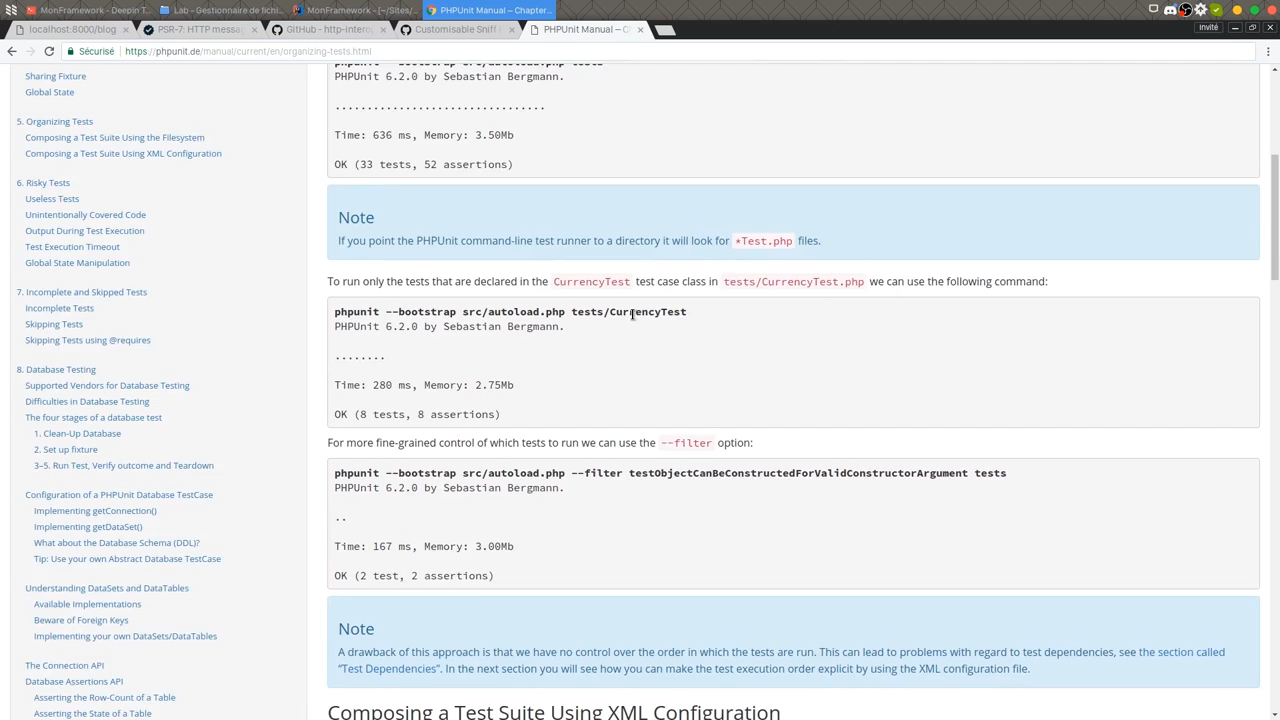 MonFramework - Deepin T...
Lab – Gestionnaire de fichi...
MonFramework - [~/Sites/...
PHPUnit Manual – Chapter...
localhost:8000/blog
PSR-7: HTTP messag
GitHub - http-interop
Customisable Sniff
PHPUnit Manual – C
Invité
Sécurisé
https://phpunit.de/manual/current/en/organizing-tests.html
Sharing Fixture
Global State
5. Organizing Tests
Composing a Test Suite Using the Filesystem
Composing a Test Suite Using XML Configuration
6. Risky Tests
Useless Tests
Unintentionally Covered Code
Output During Test Execution
Test Execution Timeout
Global State Manipulation
7. Incomplete and Skipped Tests
Incomplete Tests
Skipping Tests
Skipping Tests using @requires
8. Database Testing
Supported Vendors for Database Testing
Difficulties in Database Testing
The four stages of a database test
1. Clean-Up Database
2. Set up fixture
3–5. Run Test, Verify outcome and Teardown
Configuration of a PHPUnit Database TestCase
Implementing getConnection()
Implementing getDataSet()
What about the Database Schema (DDL)?
Tip: Use your own Abstract Database TestCase
Understanding DataSets and DataTables
Available Implementations
Beware of Foreign Keys
Implementing your own DataSets/DataTables
The Connection API
Database Assertions API
Asserting the Row-Count of a Table
Asserting the State of a Table
phpunit --bootstrap src/autoload.php tests
PHPUnit 6.2.0 by Sebastian Bergmann.
.................................
Time: 636 ms, Memory: 3.50Mb
OK (33 tests, 52 assertions)
Note
If you point the PHPUnit command-line test runner to a directory it will look for *Test.php files.
To run only the tests that are declared in the CurrencyTest test case class in tests/CurrencyTest.php we can use the following command:
phpunit --bootstrap src/autoload.php tests/CurrencyTest
PHPUnit 6.2.0 by Sebastian Bergmann.
........
Time: 280 ms, Memory: 2.75Mb
OK (8 tests, 8 assertions)
For more fine-grained control of which tests to run we can use the --filter option:
phpunit --bootstrap src/autoload.php --filter testObjectCanBeConstructedForValidConstructorArgument tests
PHPUnit 6.2.0 by Sebastian Bergmann.
..
Time: 167 ms, Memory: 3.00Mb
OK (2 test, 2 assertions)
Note
A drawback of this approach is that we have no control over the order in which the tests are run. This can lead to problems with regard to test dependencies, see the section called
“Test Dependencies”. In the next section you will see how you can make the test execution order explicit by using the XML configuration file.
Composing a Test Suite Using XML Configuration